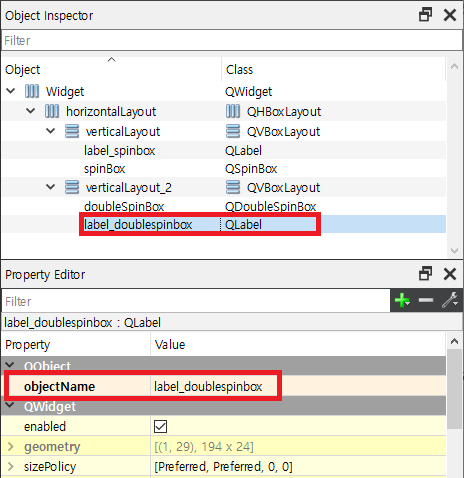 Object Inspector
Filter
Object Class
Widget QWidget
horizontalLayout QHBoxLayout
verticalLayout QVBoxLayout
label_spinbox QLabel
spinBox QSpinBox
verticalLayout_2 QVBoxLayout
doubleSpinBox QDoubleSpinBox
label_doublespinbox QLabel
Property Editor
Filter
label_doublespinbox : QLabel
Property Value
QObject
objectName label_doublespinbox
QWidget
enabled
geometry [(1, 29), 194 x 24]
sizePolicy [Preferred, Preferred, 0, 0]